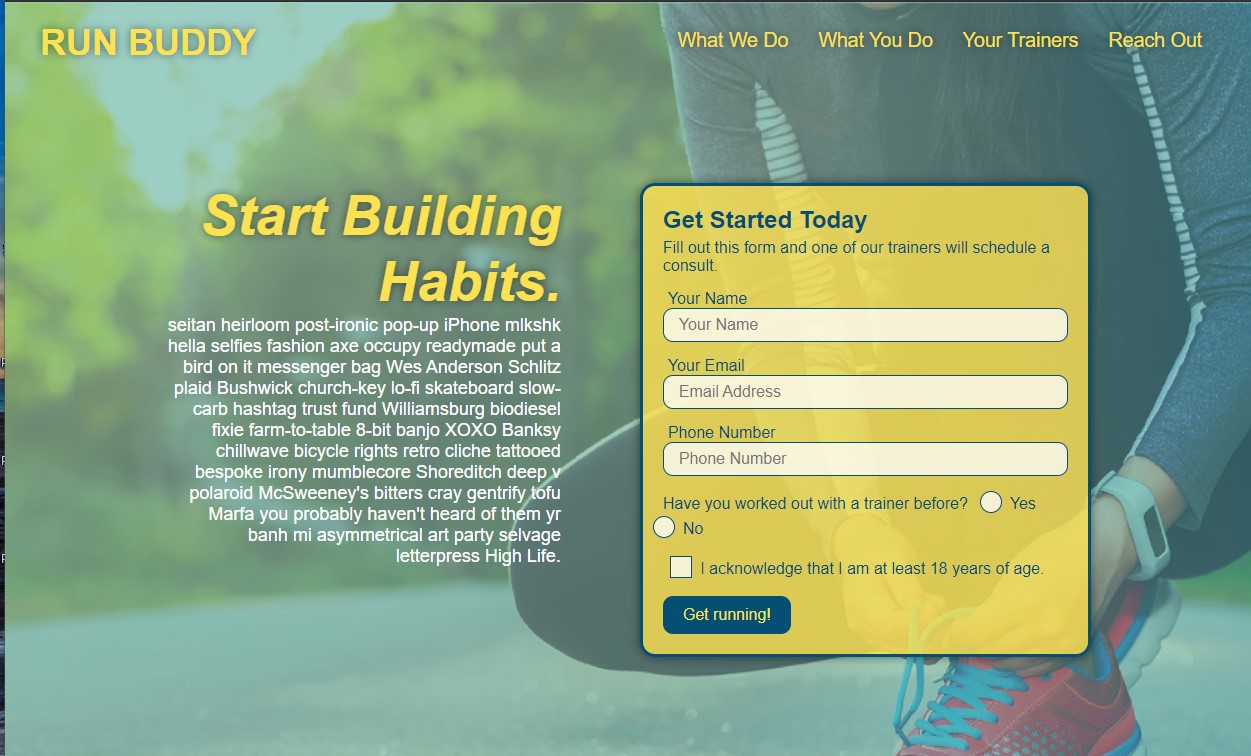 RUN BUDDY
What We Do What You Do Your Trainers Reach Out
Start Building
Habits.
seitan heirloom post-ironic pop-up iPhone mlkshk
hella selfies fashion axe occupy readymade put a
bird on it messenger bag Wes Anderson Schlitz
plaid Bushwick church-key lo-fi skateboard slow-
carb hashtag trust fund Williamsburg biodiesel
fixie farm-to-table 8-bit banjo XOXO Banksy
chillwave bicycle rights retro cliche tattooed
bespoke irony mumblecore Shoreditch deep v
polaroid McSweeney's bitters cray gentrify tofu
Marfa you probably haven't heard of them yr
banh mi asymmetrical art party selvage
letterpress High Life.
Get Started Today
Fill out this form and one of our trainers will schedule a
consult.
Your Name
Your Name
Your Email
Email Address
Phone Number
Phone Number
Have you worked out with a trainer before? Yes
No
I acknowledge that I am at least 18 years of age.
Get running!